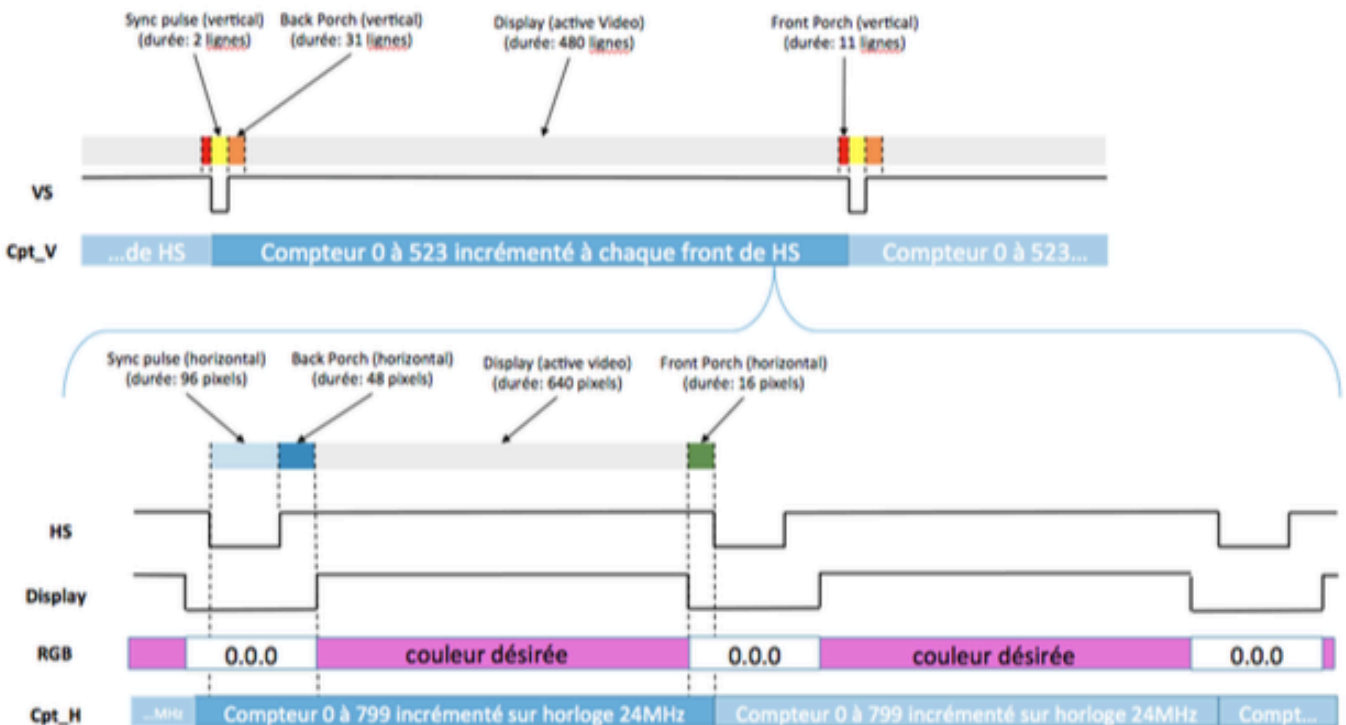 Sync pulse (vertical) Back Porch (vertical) Display (active Video) Front Porch (vertical)
(durée: 2 lignes) (durée: 31 lignes) (durée: 480 lignes) (durée: 11 lignes)
VS
Cpt_V ...de HS Compteur 0 à 523 incrémenté à chaque front de HS Compteur 0 à 523...
Sync pulse (horizontal) Back Porch (horizontal) Display (active video) Front Porch (horizontal)
(durée: 96 pixels) (durée: 48 pixels) (durée: 640 pixels) (durée: 16 pixels)
HS
Display
RGB 0.0.0 couleur désirée 0.0.0 couleur désirée 0.0.0
Cpt_H ...MHz Compteur 0 à 799 incrémenté sur horloge 24MHz Compteur 0 à 799 incrémenté sur horloge 24MHz Compt...